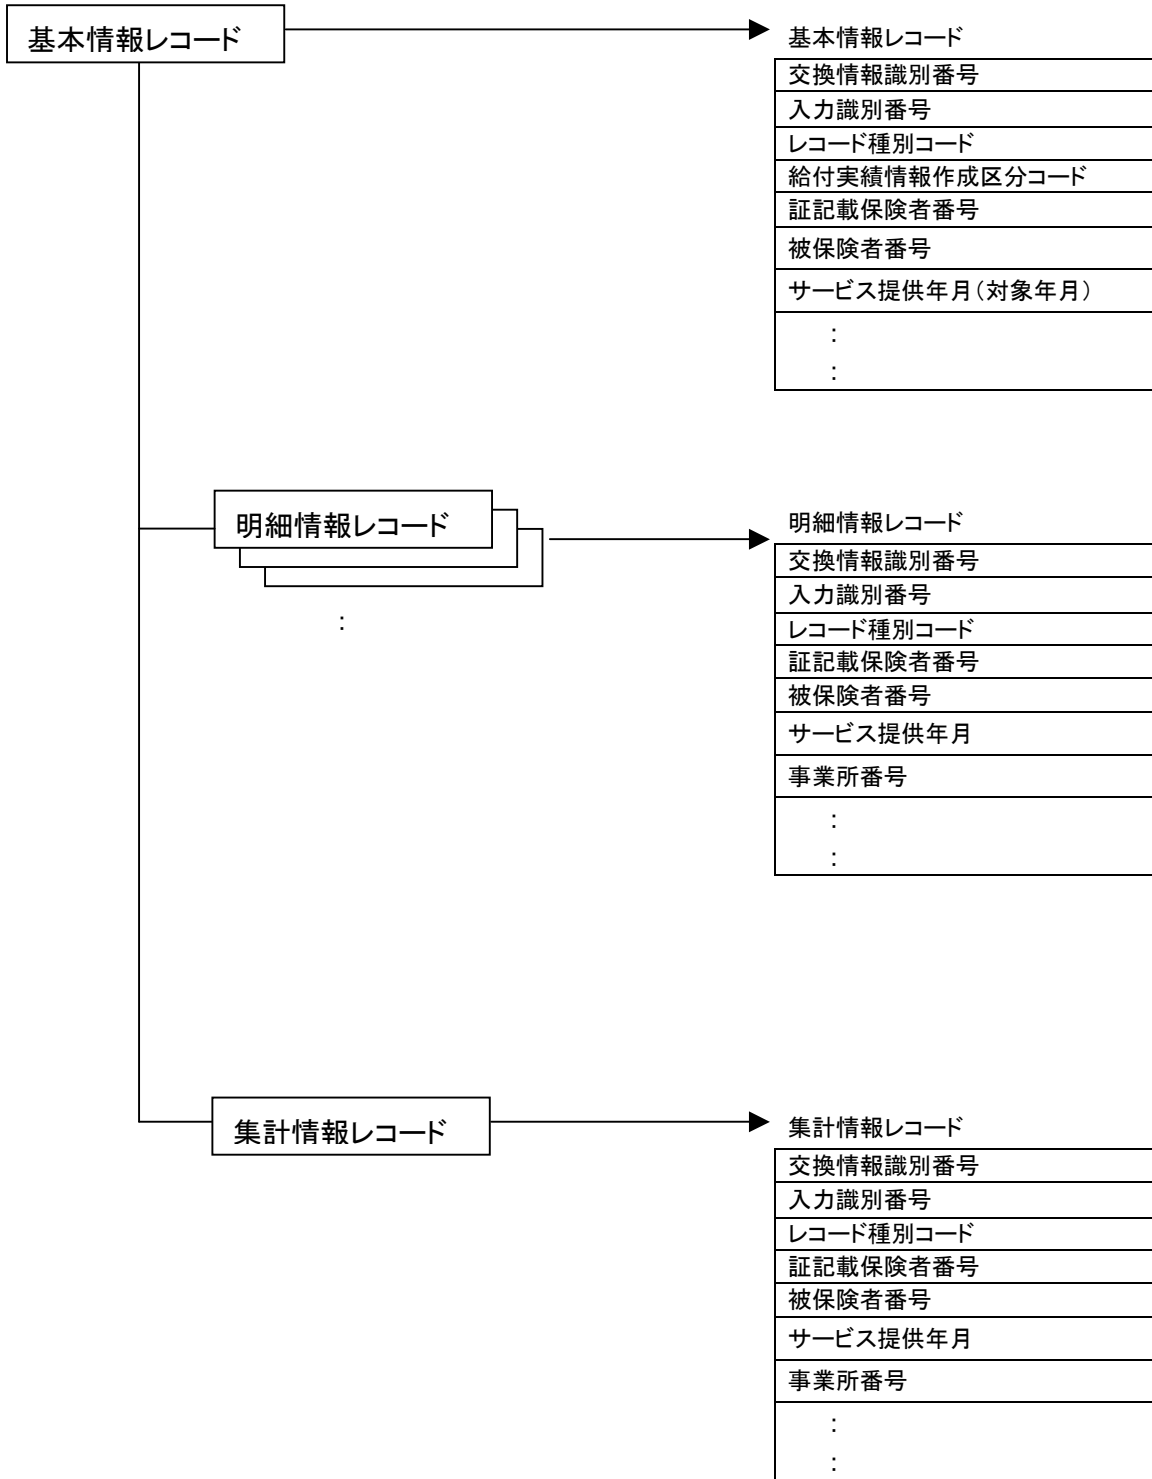 基本情報レコード
基本情報レコード
交換情報識別番号
入力識別番号
レコード種別コード
給付実績情報作成区分コード
証記載保険者番号
被保険者番号
サービス提供年月（対象年月）
：
：
明細情報レコード
：
明細情報レコード
交換情報識別番号
入力識別番号
レコード種別コード
証記載保険者番号
被保険者番号
サービス提供年月
事業所番号
：
：
集計情報レコード
集計情報レコード
交換情報識別番号
入力識別番号
レコード種別コード
証記載保険者番号
被保険者番号
サービス提供年月
事業所番号
：
：